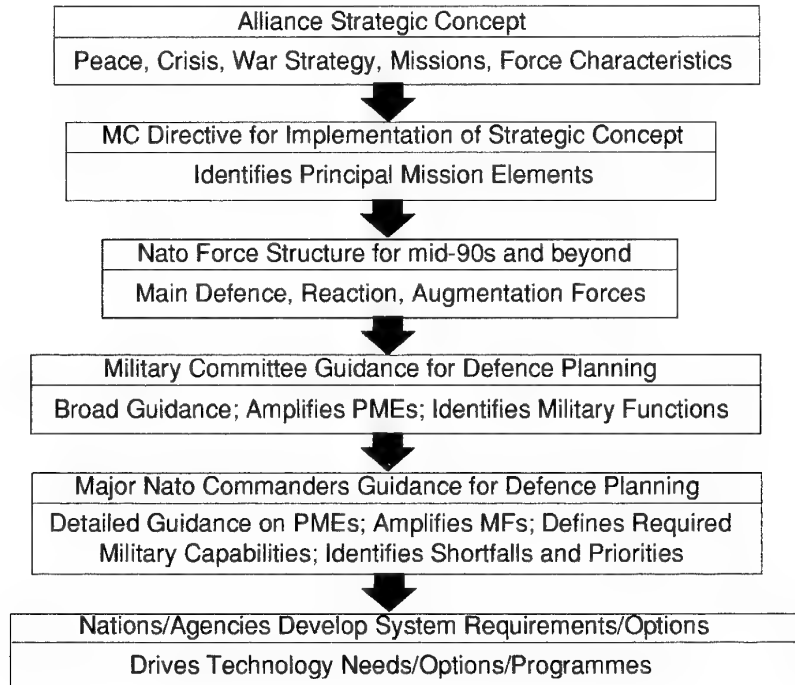 Alliance Strategic Concept
Peace, Crisis, War Strategy, Missions, Force Characteristics
MC Directive for Implementation of Strategic Concept
Identifies Principal Mission Elements
Nato Force Structure for mid-90s and beyond
Main Defence, Reaction, Augmentation Forces
Military Committee Guidance for Defence Planning
Broad Guidance; Amplifies PMEs; Identifies Military Functions
Major Nato Commanders Guidance for Defence Planning
Detailed Guidance on PMEs; Amplifies MFs; Defines Required
Military Capabilities; Identifies Shortfalls and Priorities
Nations/Agencies Develop System Requirements/Options
Drives Technology Needs/Options/Programmes